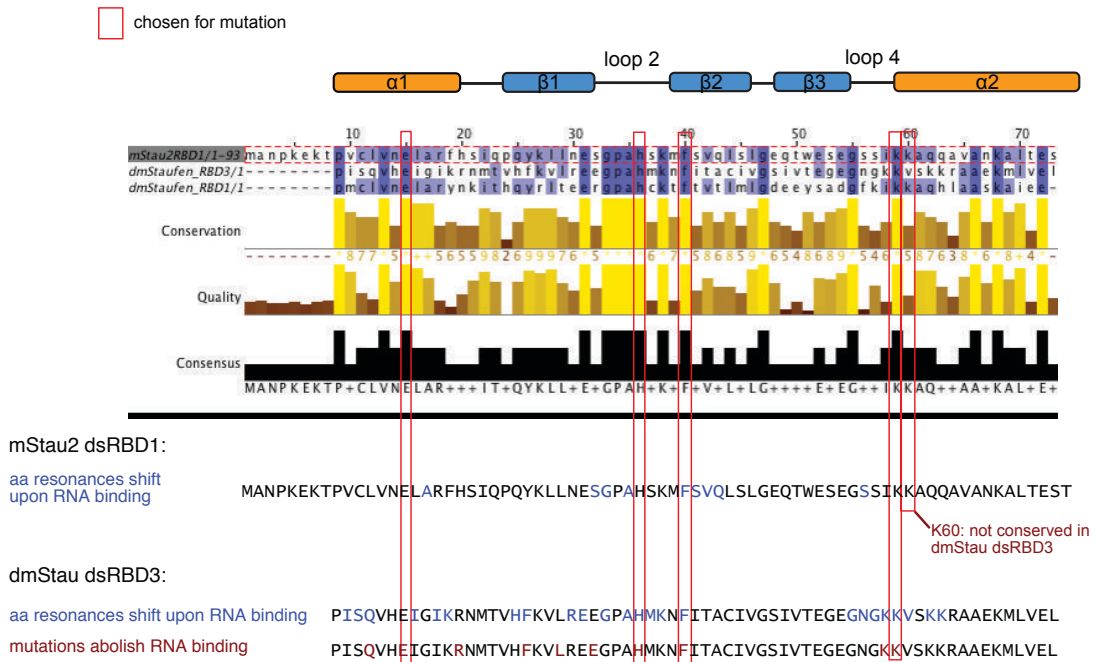 chosen for mutation
loop 2
loop 4
α1
β1
β2
β3
α2
10 20 30 40 50 60 70
mStau2RBD1/1-93 manpkektpvclvnelarfhsiqpqykllnesgpahskmfsvqlslgeqtwesegssikkaqqavankaltes
dmStaufen_RBD3/1 --------pisqvheigikrnmtvhfkvlreegpahmknfitacivgsivtegegngkkvskkraaekmlvel
dmStaufen_RBD1/1 --------pmclvnelarynkithqyrlteergpahcktftvtlmlgdeeysadgfkikkaqhlaaskaiee-
Conservation
Quality
Consensus
MANPKEKTP+CLVNELAR+++IT+QYKLL+E+GPAH+K+F+V+L+LG++++E+EG++IKKAQ++AA+KAL+E+
mStau2 dsRBD1:
aa resonances shift
upon RNA binding
MANPKEKTPVCLVNELARFHSIQPQYKLLNESGPAHSKMFSVQLSLGEQTWESEGSSIKKAQQAVANKALTEST
K60: not conserved in
dmStau dsRBD3
dmStau dsRBD3:
aa resonances shift upon RNA binding PISQVHEIGIKRNMTVHFKVLREEGPAHMKNFITACIVGSIVTEGEGNGKKVSKKRAAEKMLVEL
mutations abolish RNA binding PISQVHEIGIKRNMTVHFKVLREEGPAHMKNFITACIVGSIVTEGEGNGKKVSKKRAAEKMLVEL